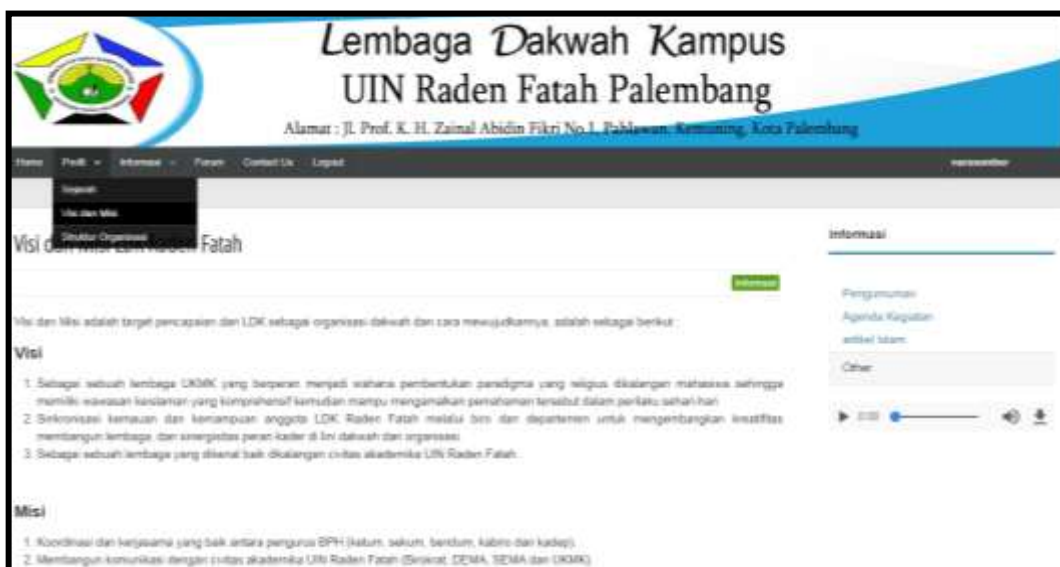 Lembaga Dakwah Kampus
UIN Raden Fatah Palembang
Alamat : Jl. Prof. K. H. Zainal Abidin Fikri No.1, Pahlawan, Kemuning, Kota Palembang
Home Profil Informasi Forum Contact Us Logout narasumber
Sejarah
Visi dan Misi
Struktur Organisasi
Visi dan Misi LDK Raden Fatah
Informasi
Informasi
Pengumuman
Agenda Kegiatan
artikel Islam
Other
0:00
Visi dan Misi adalah target pencapaian dari LDK sebagai organisasi dakwah dan cara mewujudkannya, adalah sebagai berikut :
Visi
1. Sebagai sebuah lembaga UKMK yang berperan menjadi wahana pembentukan paradigma yang religius dikalangan mahasiswa sehingga
memiliki wawasan keislaman yang komprehensif kemudian mampu mengamalkan pemahaman tersebut dalam perilaku sehari-hari
2. Sinkronisasi kemauan dan kemampuan anggota LDK Raden Fatah melalui biro dan departemen untuk mengembangkan kreatifitas
membangun lembaga, dan sinergisitas peran kader di lini dakwah dan organisasi
3. Sebagai sebuah lembaga yang dikenal baik dikalangan civitas akademika UIN Raden Fatah.
Misi
1. Koordinasi dan kerjasama yang baik antara pengurus BPH (ketum, sekum, bendum, kabiro dan kadep).
2. Membangun komunikasi dengan civitas akademika UIN Raden Fatah (Birokrat, DEMA, SEMA dan UKMK).